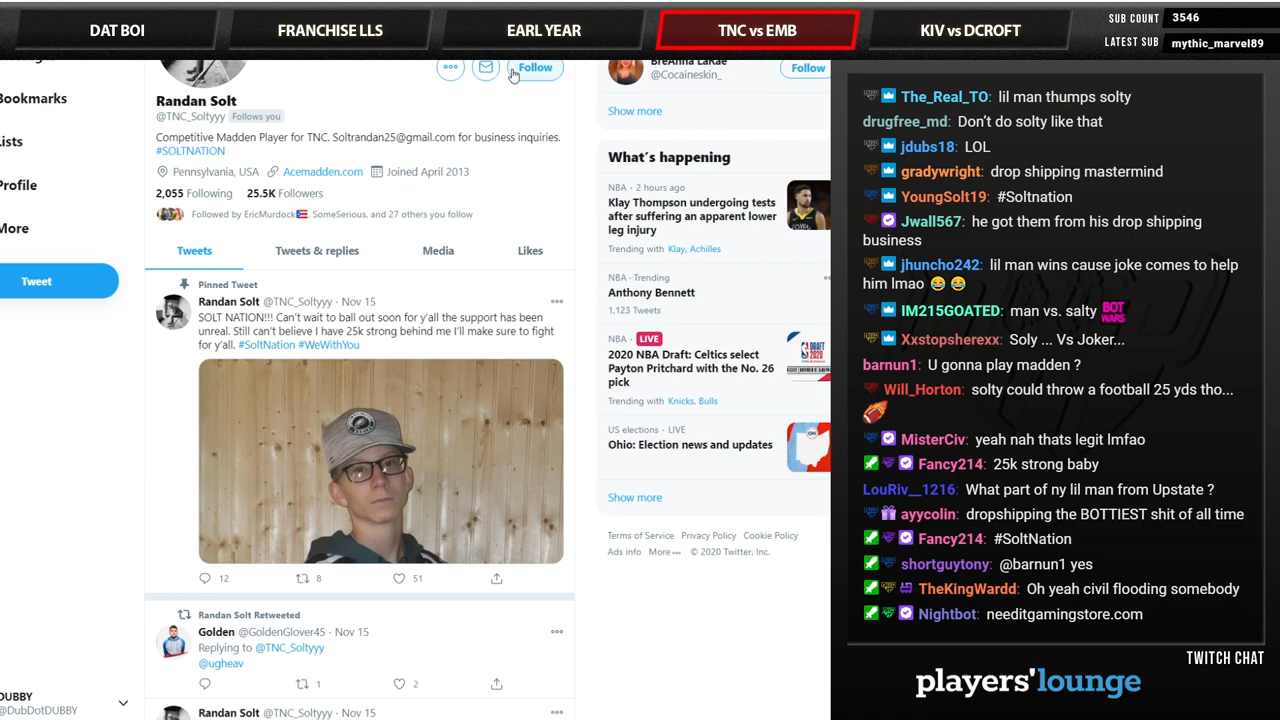 DAT BOI
FRANCHISE LLS
EARL YEAR
TNC vs EMB
KIV vs DCROFT
SUB COUNT 3546
LATEST SUB mythic_marvel89
Bookmarks
Lists
Profile
More
Tweet
DUBBY
@DubDotDUBBY
Follow
Randan Solt
@TNC_Soltyyy Follows you
Competitive Madden Player for TNC. Soltrandan25@gmail.com for business inquiries.
#SOLTNATION
Pennsylvania, USA Acemadden.com Joined April 2013
2,055 Following 25.5K Followers
Followed by EricMurdock🇵🇷, SomeSerious, and 27 others you follow
Tweets Tweets & replies Media Likes
Pinned Tweet
Randan Solt @TNC_Soltyyy · Nov 15
SOLT NATION!!! Can't wait to ball out soon for y'all the support has been
unreal. Still can't believe I have 25k strong behind me I'll make sure to fight
for y'all. #SoltNation #WeWithYou
12 8 51
Randan Solt Retweeted
Golden @GoldenGlover45 · Nov 15
Replying to @TNC_Soltyyy
@ugheav
1 2
Randan Solt @TNC_Soltyyy · Nov 15
BreAnna LaRae
@Cocaineskin_
Follow
Show more
What's happening
NBA · 2 hours ago
Klay Thompson undergoing tests
after suffering an apparent lower
leg injury
Trending with Klay, Achilles
NBA · Trending
Anthony Bennett
1,123 Tweets
NBA · LIVE
2020 NBA Draft: Celtics select
Payton Pritchard with the No. 26
pick
Trending with Knicks, Bulls
US elections · LIVE
Ohio: Election news and updates
Show more
Terms of Service Privacy Policy Cookie Policy
Ads info More © 2020 Twitter, Inc.
The_Real_TO: lil man thumps solty
drugfree_md: Don't do solty like that
jdubs18: LOL
gradywright: drop shipping mastermind
YoungSolt19: #Soltnation
Jwall567: he got them from his drop shipping
business
jhuncho242: lil man wins cause joke comes to help
him lmao 😂 😂
IM215GOATED: man vs. salty BOT WARS
Xxstopsherexx: Soly ... Vs Joker...
barnun1: U gonna play madden ?
Will_Horton: solty could throw a football 25 yds tho...
🏈
MisterCiv: yeah nah thats legit lmfao
Fancy214: 25k strong baby
LouRiv__1216: What part of ny lil man from Upstate ?
ayycolin: dropshipping the BOTTIEST shit of all time
Fancy214: #SoltNation
shortguytony: @barnun1 yes
TheKingWardd: Oh yeah civil flooding somebody
Nightbot: needitgamingstore.com
TWITCH CHAT
players'lounge